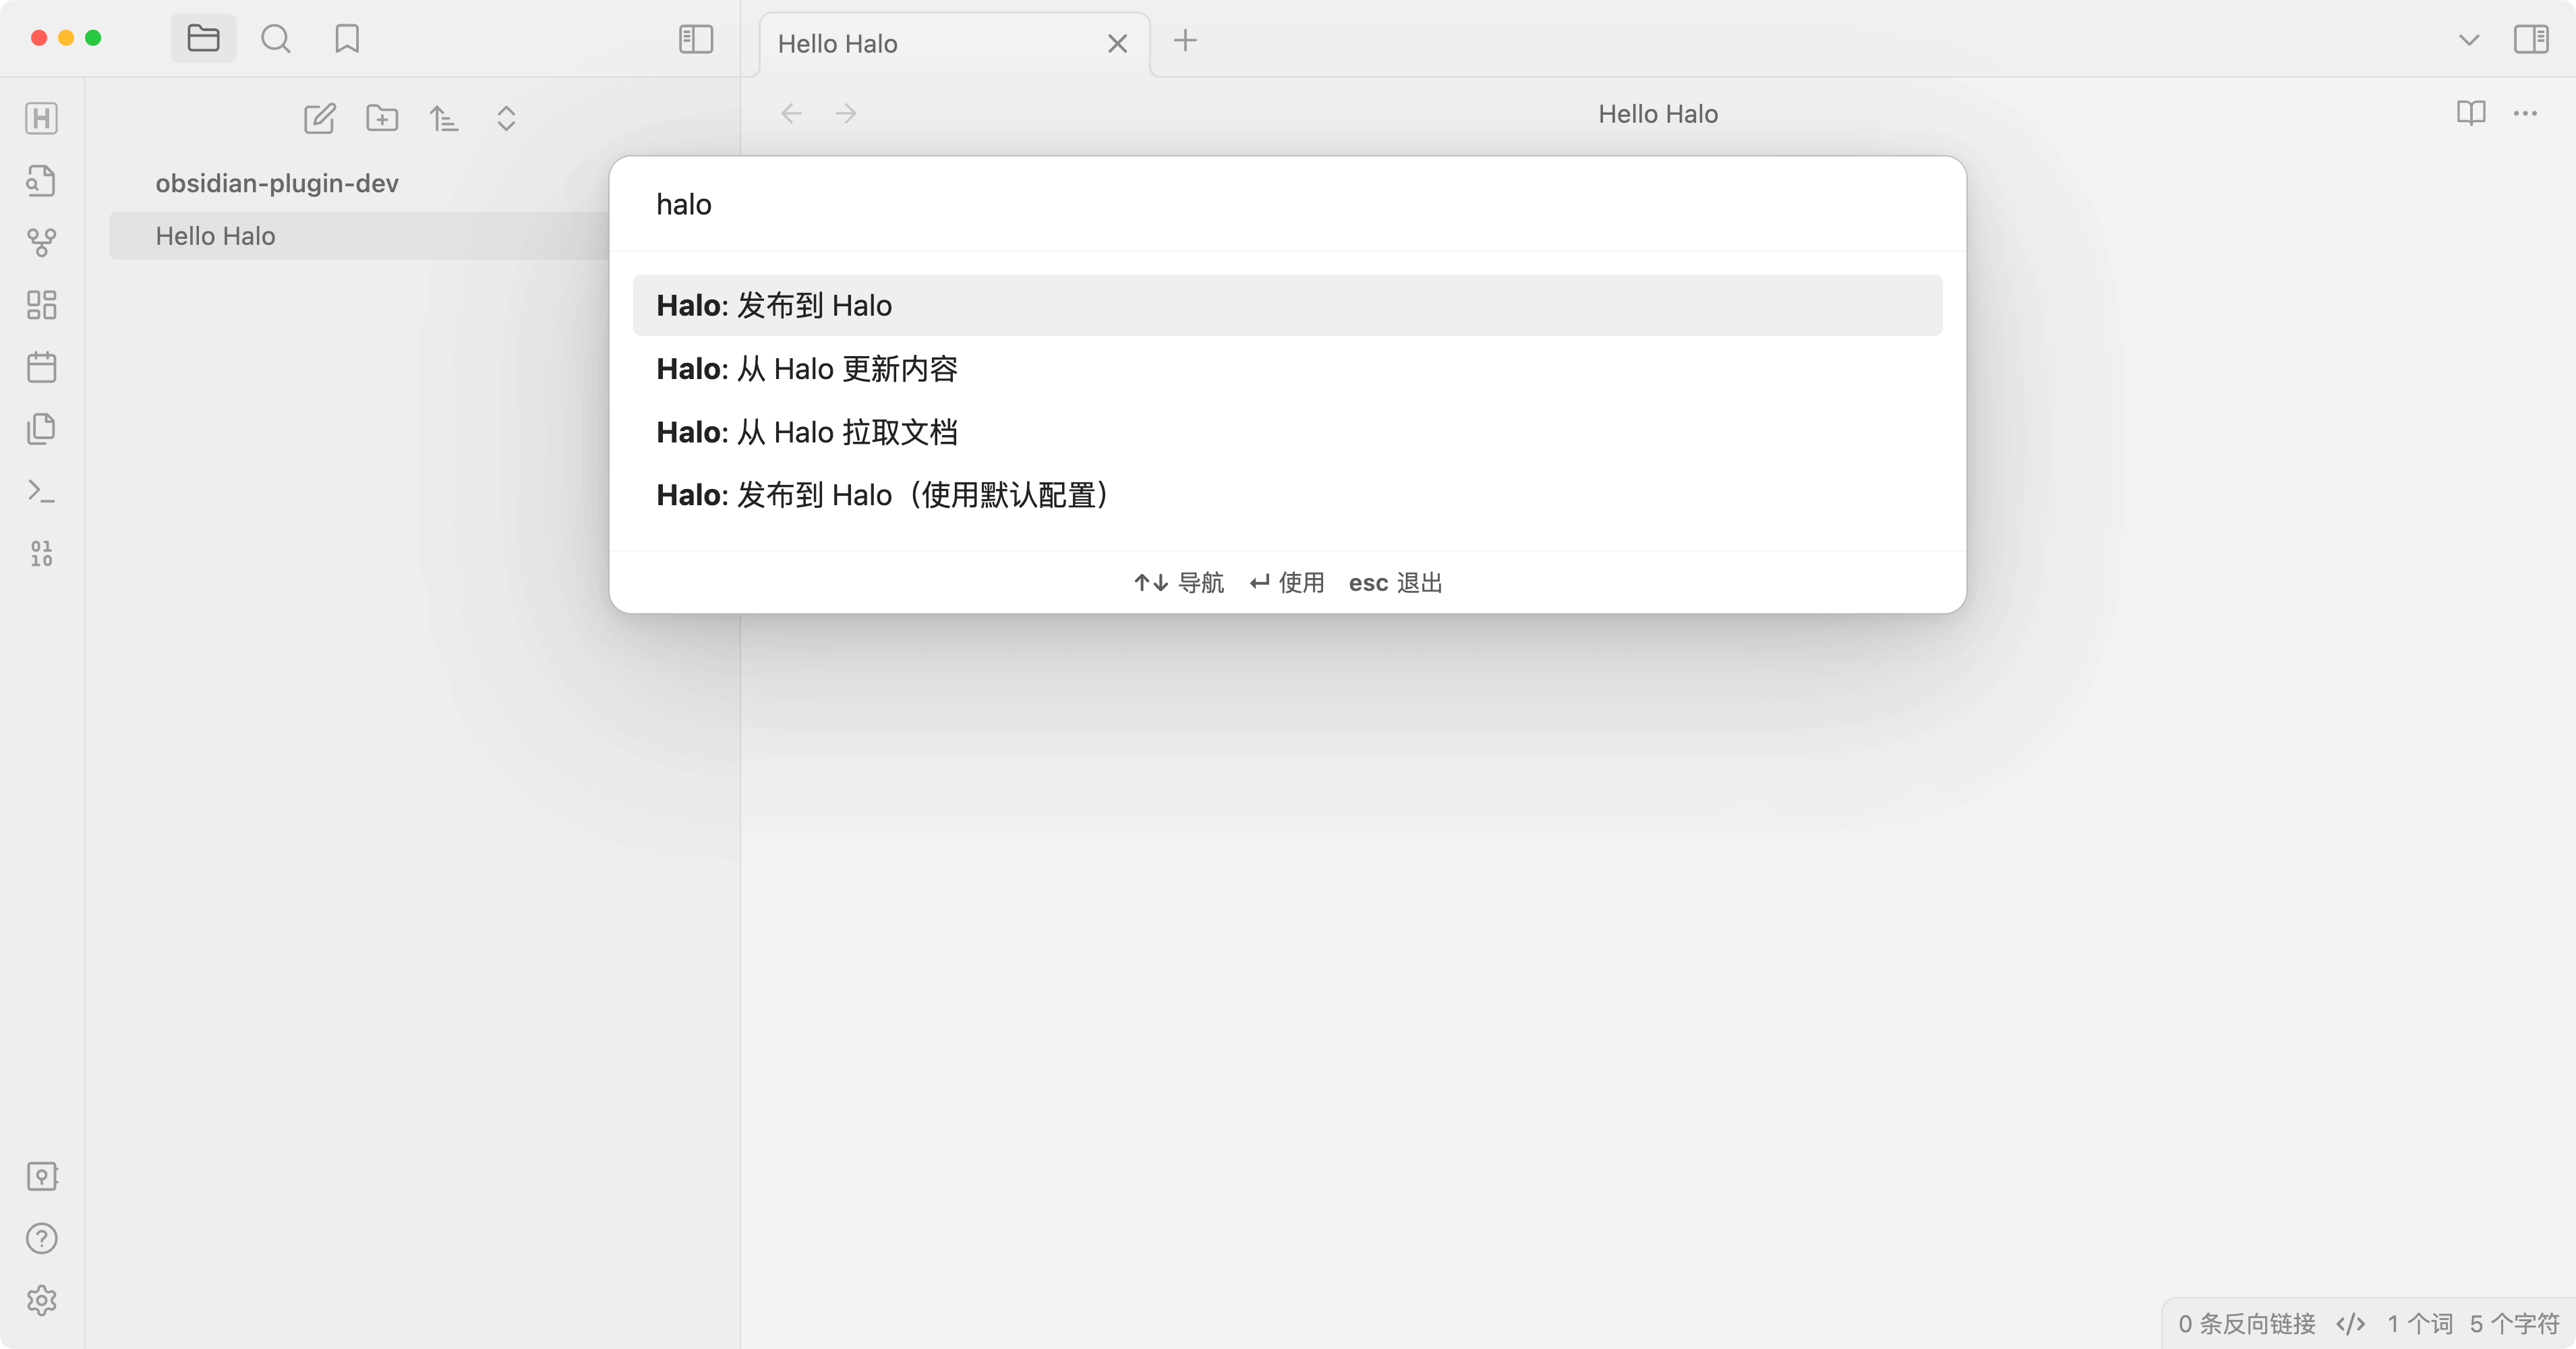 Hello Halo
Hello Halo
obsidian-plugin-dev
Hello Halo
halo
Halo: 发布到 Halo
Halo: 从 Halo 更新内容
Halo: 从 Halo 拉取文档
Halo: 发布到 Halo（使用默认配置）
↑↓ 导航 ↵ 使用 esc 退出
0 条反向链接 </> 1 个词 5 个字符
H
01
10